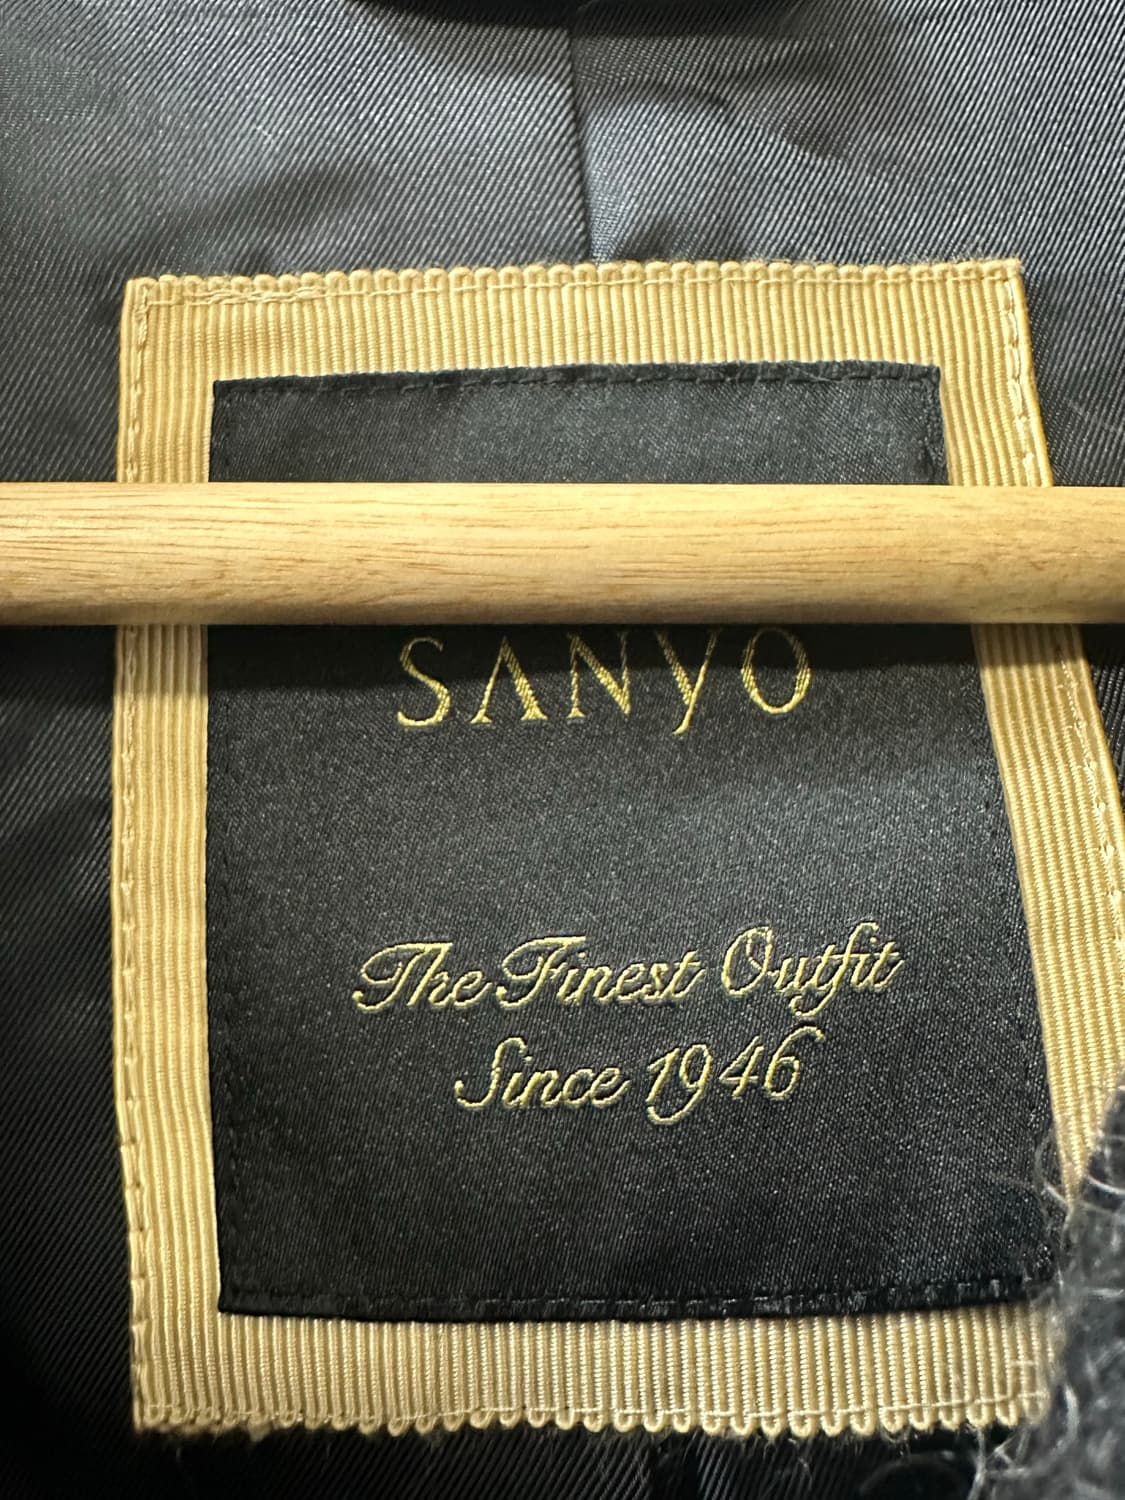 SANYO
The Finest Outfit
Since 1946